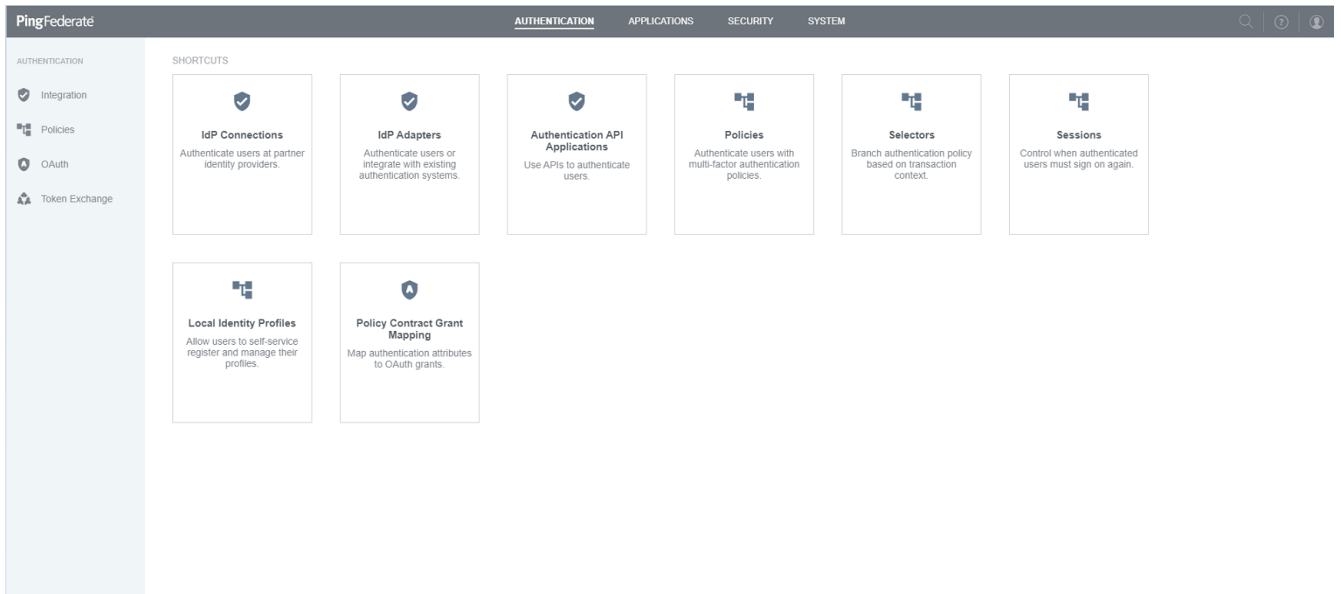 PingFederate
AUTHENTICATION
APPLICATIONS
SECURITY
SYSTEM
?
AUTHENTICATION
Integration
Policies
OAuth
Token Exchange
SHORTCUTS
IdP Connections
Authenticate users at partner
identity providers.
IdP Adapters
Authenticate users or
integrate with existing
authentication systems.
Authentication API
Applications
Use APIs to authenticate
users.
Policies
Authenticate users with
multi-factor authentication
policies.
Selectors
Branch authentication policy
based on transaction
context.
Sessions
Control when authenticated
users must sign on again.
Local Identity Profiles
Allow users to self-service
register and manage their
profiles.
Policy Contract Grant
Mapping
Map authentication attributes
to OAuth grants.